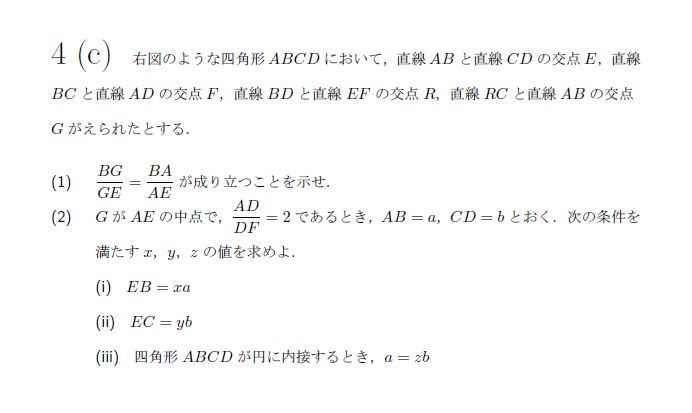 4 (c) 右図のような四角形 ABCD において，直線 AB と直線 CD の交点 E，直線
BC と直線 AD の交点 F，直線 BD と直線 EF の交点 R，直線 RC と直線 AB の交点
G がえられたとする．
(1) BG/GE = BA/AE が成り立つことを示せ．
(2) G が AE の中点で，AD/DF = 2 であるとき，AB = a，CD = b とおく．次の条件を
満たす x，y，z の値を求めよ．
(i) EB = xa
(ii) EC = yb
(iii) 四角形 ABCD が円に内接するとき，a = zb